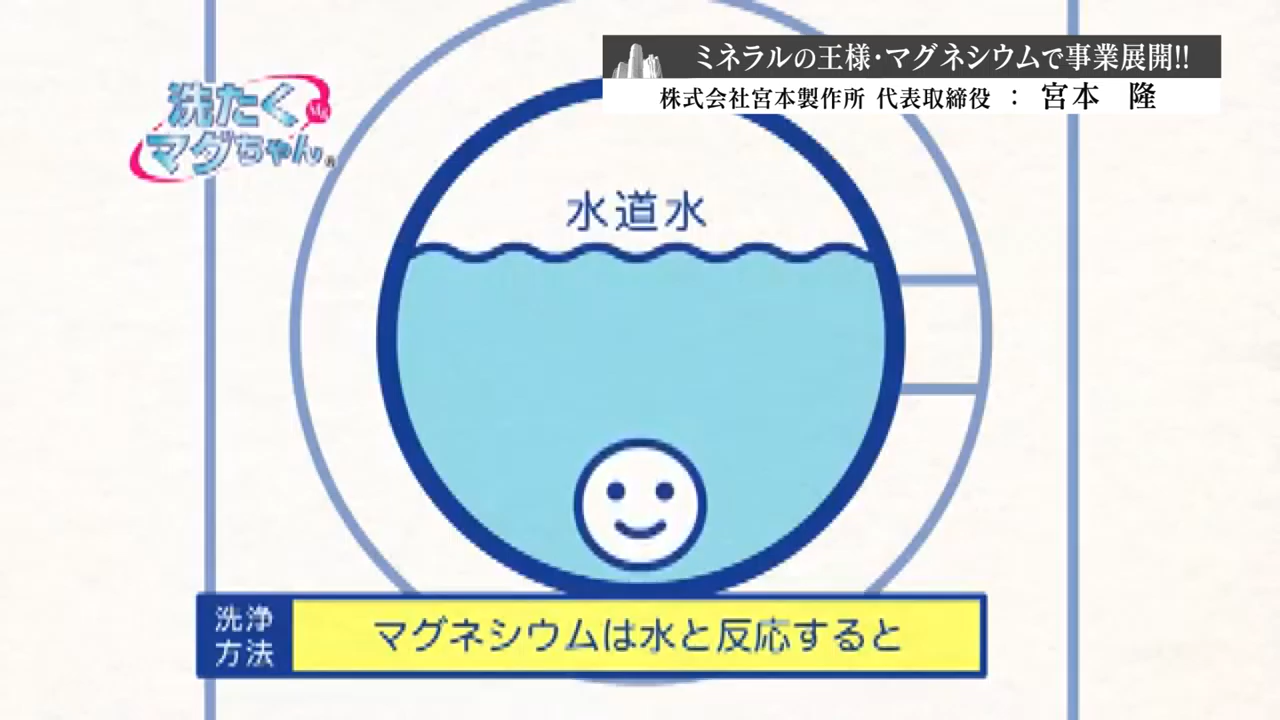 ミネラルの王様・マグネシウムで事業展開!!
株式会社宮本製作所 代表取締役 : 宮本 隆
洗たく
Mg
マグちゃん®
水道水
洗浄
方法
マグネシウムは水と反応すると